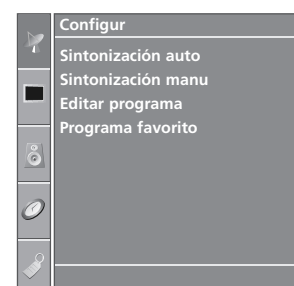 Configur
Sintonización auto
Sintonización manu
Editar programa
Programa favorito